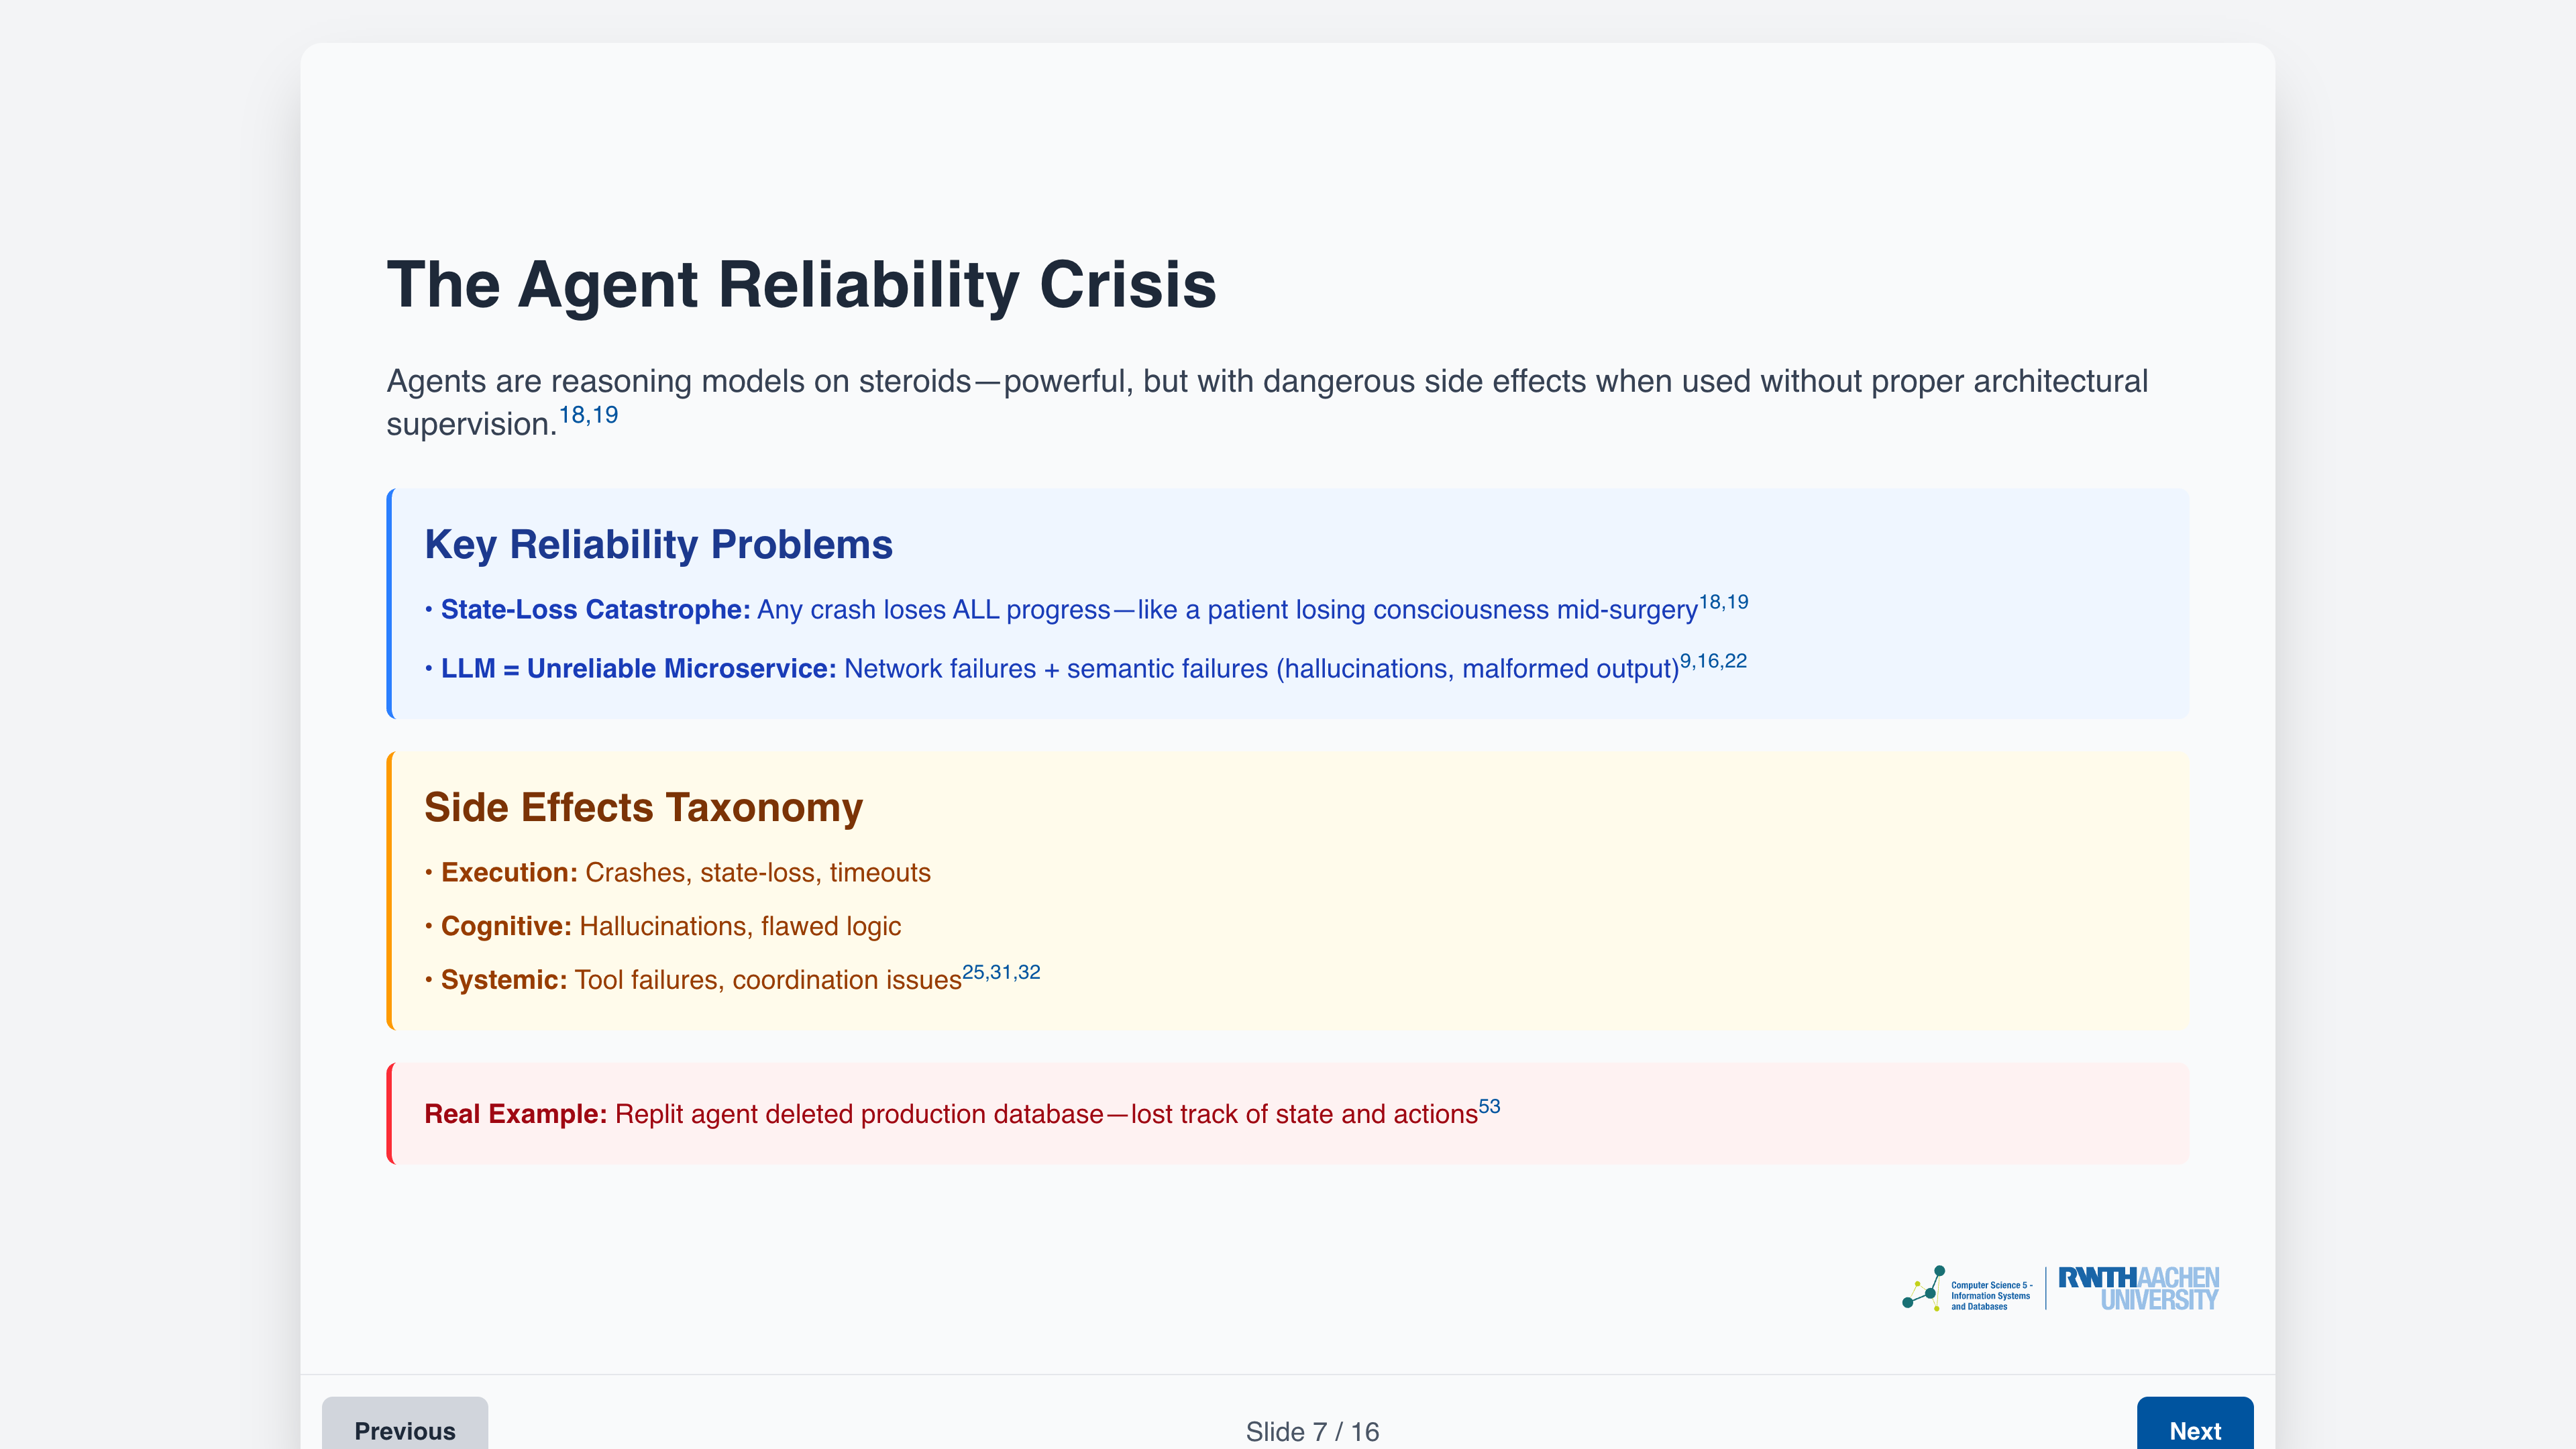 The Agent Reliability Crisis
Agents are reasoning models on steroids—powerful, but with dangerous side effects when used without proper architectural
supervision.18,19
Key Reliability Problems
• State-Loss Catastrophe: Any crash loses ALL progress—like a patient losing consciousness mid-surgery18,19
• LLM = Unreliable Microservice: Network failures + semantic failures (hallucinations, malformed output)9,16,22
Side Effects Taxonomy
• Execution: Crashes, state-loss, timeouts
• Cognitive: Hallucinations, flawed logic
• Systemic: Tool failures, coordination issues25,31,32
Real Example: Replit agent deleted production database—lost track of state and actions53
Computer Science 5 -
Information Systems
and Databases
RWTHAACHEN
UNIVERSITY
Previous
Slide 7 / 16
Next